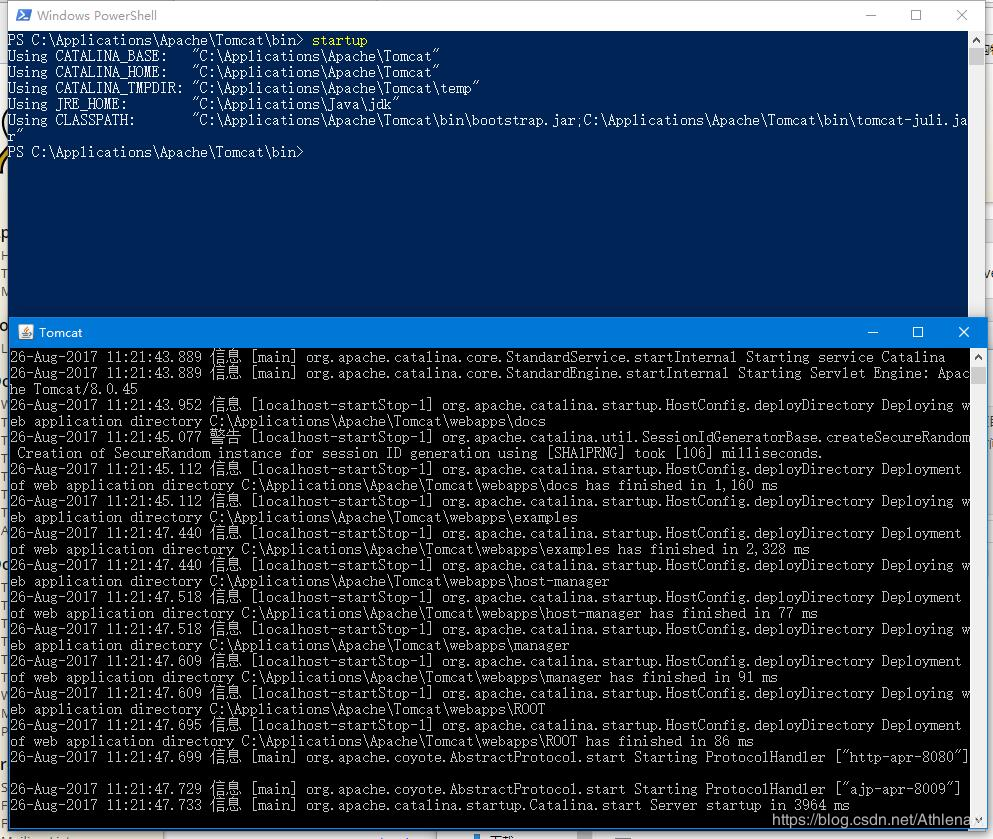 Windows PowerShell
PS C:\Applications\Apache\Tomcat\bin> startup
Using CATALINA_BASE:   "C:\Applications\Apache\Tomcat"
Using CATALINA_HOME:   "C:\Applications\Apache\Tomcat"
Using CATALINA_TMPDIR: "C:\Applications\Apache\Tomcat\temp"
Using JRE_HOME:        "C:\Applications\Java\jdk"
Using CLASSPATH:       "C:\Applications\Apache\Tomcat\bin\bootstrap.jar;C:\Applications\Apache\Tomcat\bin\tomcat-juli.ja
r"
PS C:\Applications\Apache\Tomcat\bin>
Tomcat
26-Aug-2017 11:21:43.889 信息 [main] org.apache.catalina.core.StandardService.startInternal Starting service Catalina
26-Aug-2017 11:21:43.889 信息 [main] org.apache.catalina.core.StandardEngine.startInternal Starting Servlet Engine: Apac
he Tomcat/8.0.45
26-Aug-2017 11:21:43.952 信息 [localhost-startStop-1] org.apache.catalina.startup.HostConfig.deployDirectory Deploying w
eb application directory C:\Applications\Apache\Tomcat\webapps\docs
26-Aug-2017 11:21:45.077 警告 [localhost-startStop-1] org.apache.catalina.util.SessionIdGeneratorBase.createSecureRandom
Creation of SecureRandom instance for session ID generation using [SHA1PRNG] took [106] milliseconds.
26-Aug-2017 11:21:45.112 信息 [localhost-startStop-1] org.apache.catalina.startup.HostConfig.deployDirectory Deployment
of web application directory C:\Applications\Apache\Tomcat\webapps\docs has finished in 1,160 ms
26-Aug-2017 11:21:45.112 信息 [localhost-startStop-1] org.apache.catalina.startup.HostConfig.deployDirectory Deploying w
eb application directory C:\Applications\Apache\Tomcat\webapps\examples
26-Aug-2017 11:21:47.440 信息 [localhost-startStop-1] org.apache.catalina.startup.HostConfig.deployDirectory Deployment
of web application directory C:\Applications\Apache\Tomcat\webapps\examples has finished in 2,328 ms
26-Aug-2017 11:21:47.440 信息 [localhost-startStop-1] org.apache.catalina.startup.HostConfig.deployDirectory Deploying w
eb application directory C:\Applications\Apache\Tomcat\webapps\host-manager
26-Aug-2017 11:21:47.518 信息 [localhost-startStop-1] org.apache.catalina.startup.HostConfig.deployDirectory Deployment
of web application directory C:\Applications\Apache\Tomcat\webapps\host-manager has finished in 77 ms
26-Aug-2017 11:21:47.518 信息 [localhost-startStop-1] org.apache.catalina.startup.HostConfig.deployDirectory Deploying w
eb application directory C:\Applications\Apache\Tomcat\webapps\manager
26-Aug-2017 11:21:47.609 信息 [localhost-startStop-1] org.apache.catalina.startup.HostConfig.deployDirectory Deployment
of web application directory C:\Applications\Apache\Tomcat\webapps\manager has finished in 91 ms
26-Aug-2017 11:21:47.609 信息 [localhost-startStop-1] org.apache.catalina.startup.HostConfig.deployDirectory Deploying w
eb application directory C:\Applications\Apache\Tomcat\webapps\ROOT
26-Aug-2017 11:21:47.695 信息 [localhost-startStop-1] org.apache.catalina.startup.HostConfig.deployDirectory Deployment
of web application directory C:\Applications\Apache\Tomcat\webapps\ROOT has finished in 86 ms
26-Aug-2017 11:21:47.699 信息 [main] org.apache.coyote.AbstractProtocol.start Starting ProtocolHandler ["http-apr-8080"]
26-Aug-2017 11:21:47.729 信息 [main] org.apache.coyote.AbstractProtocol.start Starting ProtocolHandler ["ajp-apr-8009"]
26-Aug-2017 11:21:47.733 信息 [main] org.apache.catalina.startup.Catalina.start Server startup in 3964 ms
https://blog.csdn.net/Athlena